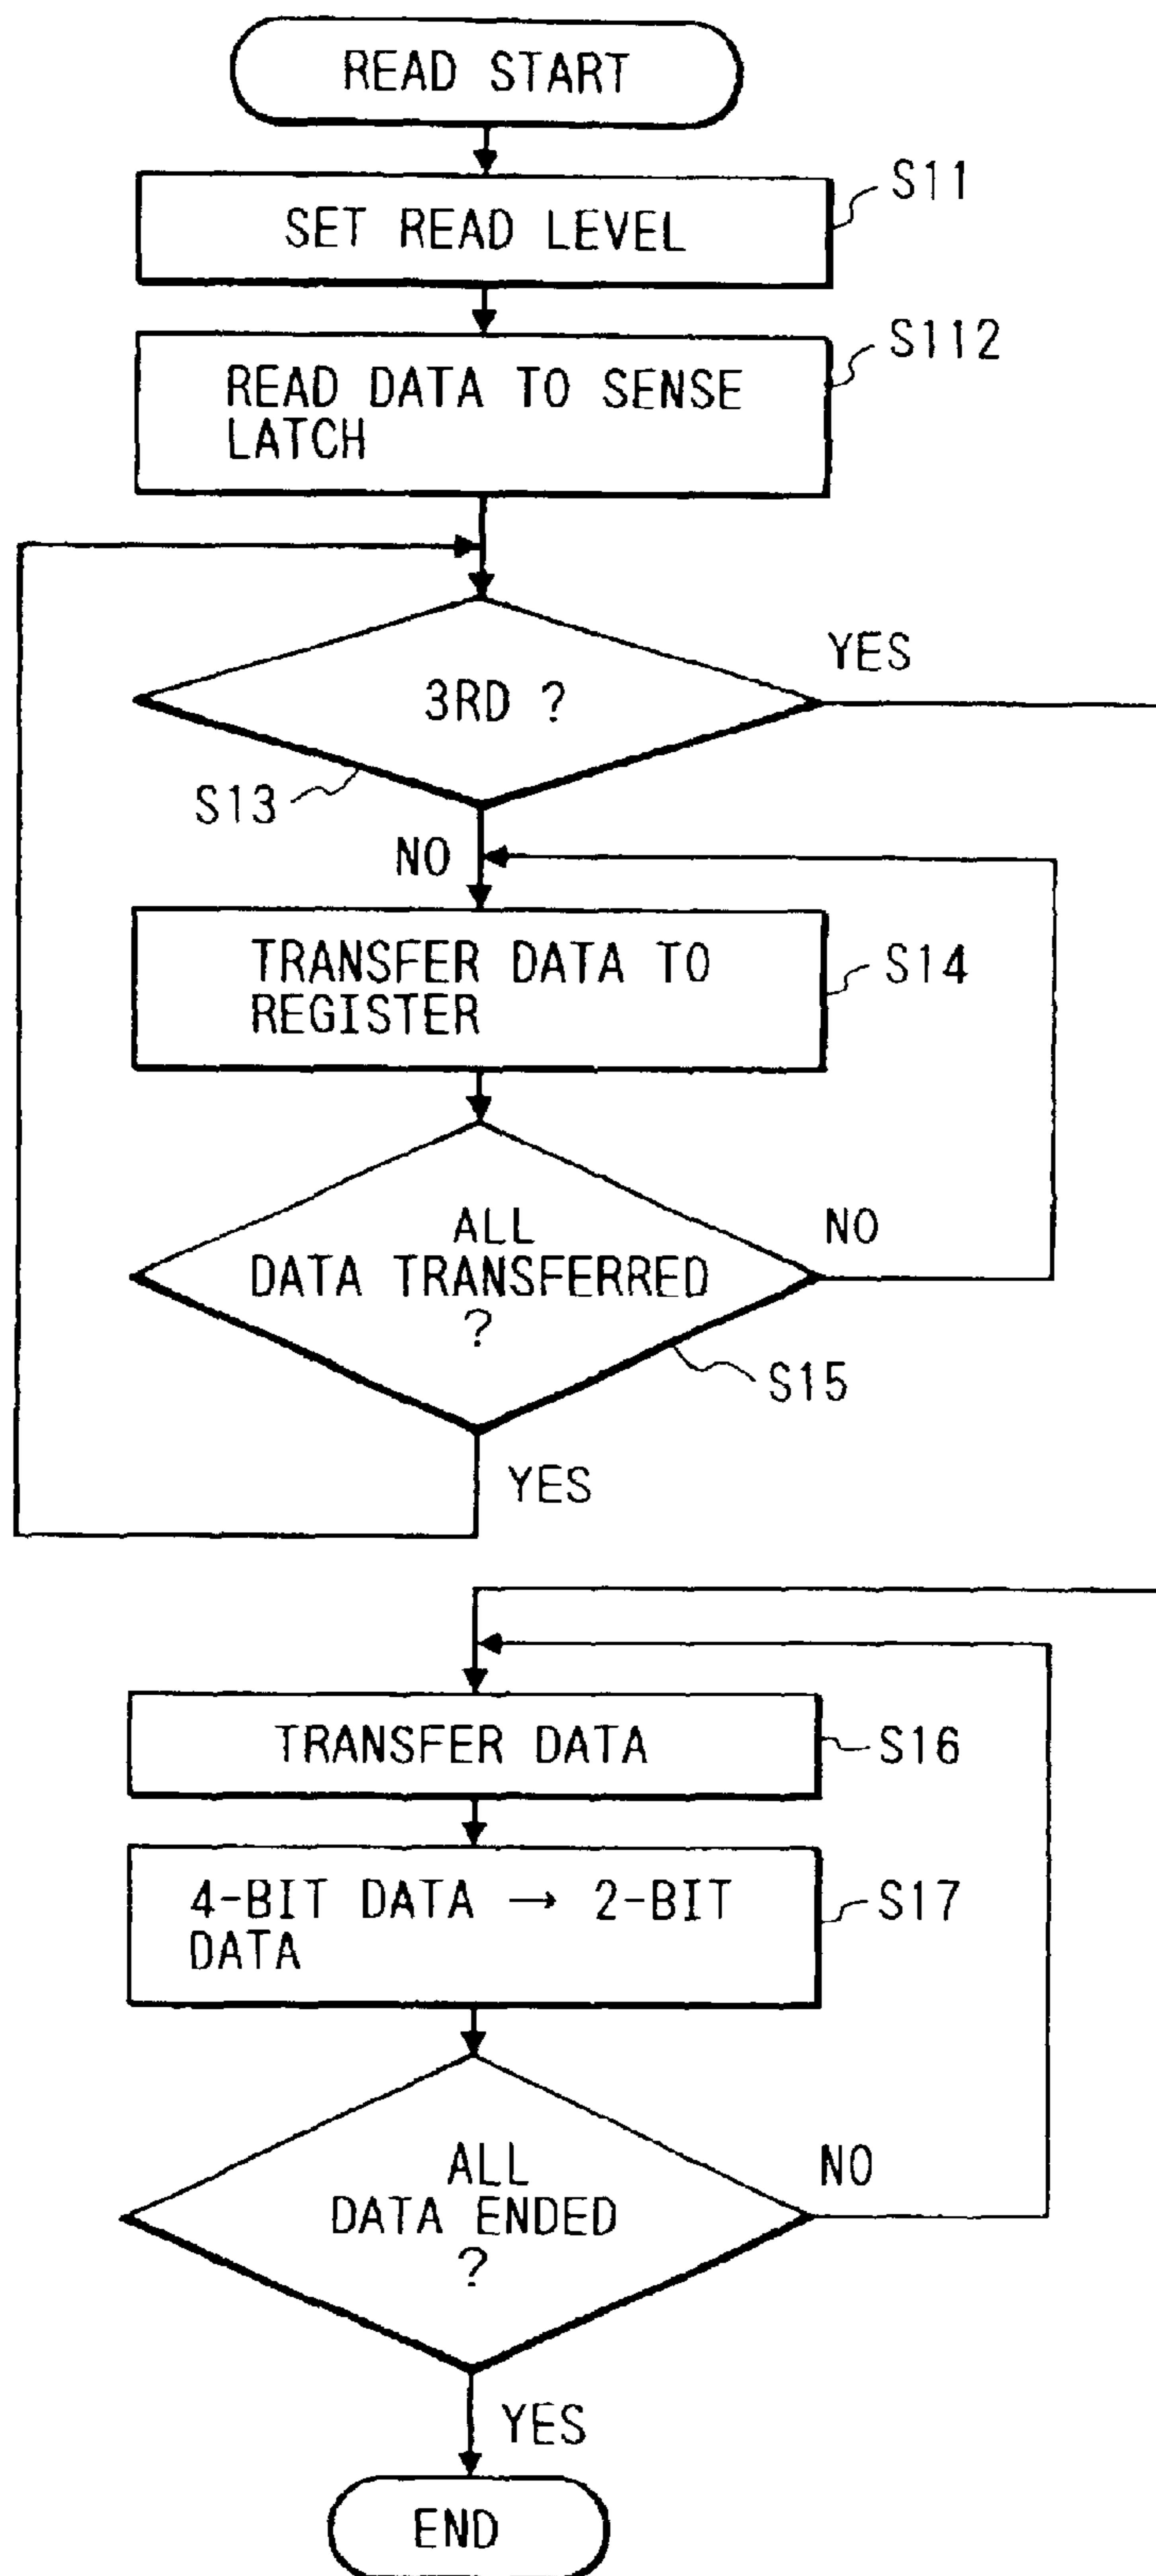 READ START
S11
SET READ LEVEL
S112
READ DATA TO SENSE
LATCH
YES
3RD ?
S13
NO
TRANSFER DATA TO
REGISTER
S14
ALL
DATA TRANSFERRED
?
NO
S15
YES
TRANSFER DATA
S16
4-BIT DATA → 2-BIT
DATA
S17
ALL
DATA ENDED
?
NO
YES
END